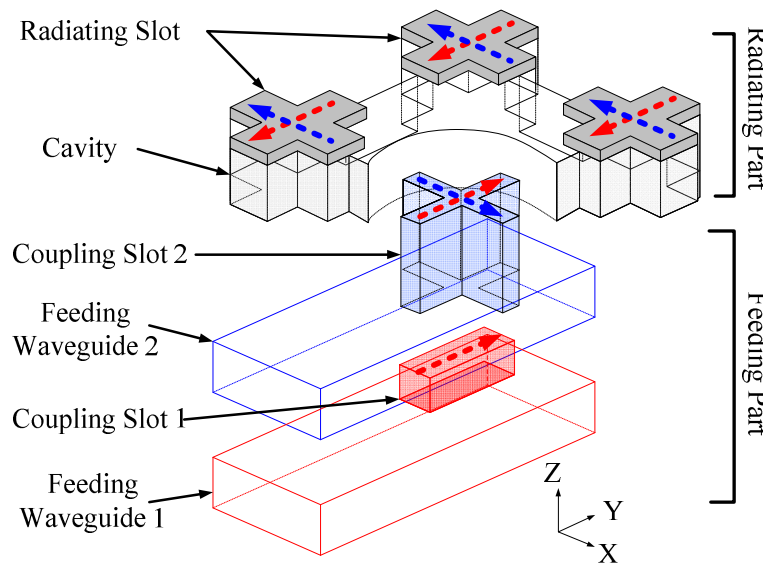 Radiating Slot
Cavity
Coupling Slot 2
Feeding
Waveguide 2
Coupling Slot 1
Feeding
Waveguide 1
Radiating Part
Feeding Part
Z
Y
X